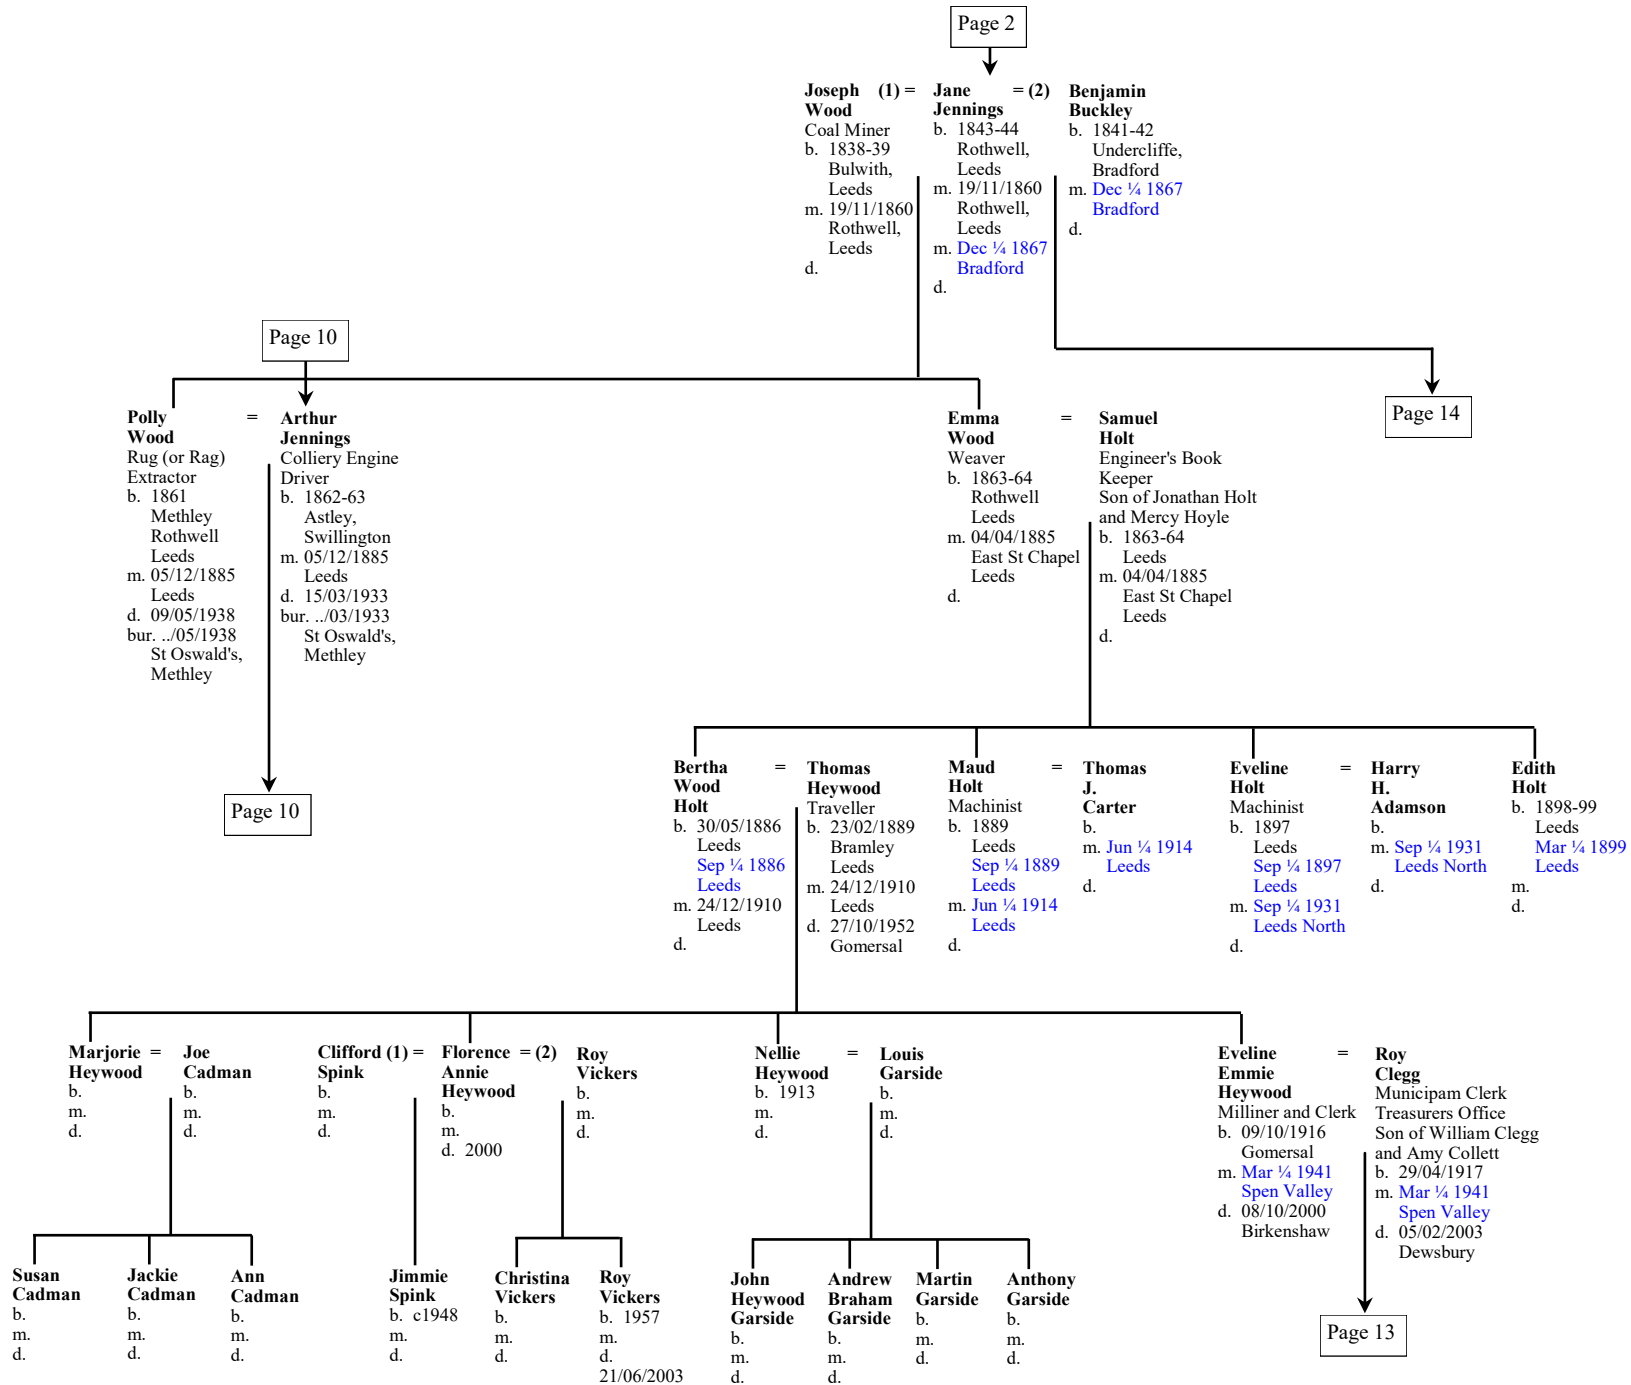 Page 2
Joseph (1) =
Wood
Coal Miner
b. 1838-39
Bulwith,
Leeds
m. 19/11/1860
Rothwell,
Leeds
d.
Jane = (2)
Jennings
b. 1843-44
Rothwell,
Leeds
m. 19/11/1860
Rothwell,
Leeds
m. Dec ¼ 1867
Bradford
d.
Benjamin
Buckley
b. 1841-42
Undercliffe,
Bradford
m. Dec ¼ 1867
Bradford
d.
Page 10
Page 14
Polly =
Wood
Rug (or Rag)
Extractor
b. 1861
Methley
Rothwell
Leeds
m. 05/12/1885
Leeds
d. 09/05/1938
bur. ../05/1938
St Oswald's,
Methley
Arthur
Jennings
Colliery Engine
Driver
b. 1862-63
Astley,
Swillington
m. 05/12/1885
Leeds
d. 15/03/1933
bur. ../03/1933
St Oswald's,
Methley
Emma =
Wood
Weaver
b. 1863-64
Rothwell
Leeds
m. 04/04/1885
East St Chapel
Leeds
d.
Samuel
Holt
Engineer's Book
Keeper
Son of Jonathan Holt
and Mercy Hoyle
b. 1863-64
Leeds
m. 04/04/1885
East St Chapel
Leeds
d.
Page 10
Bertha =
Wood
Holt
b. 30/05/1886
Leeds
Sep ¼ 1886
Leeds
m. 24/12/1910
Leeds
d.
Thomas
Heywood
Traveller
b. 23/02/1889
Bramley
Leeds
m. 24/12/1910
Leeds
d. 27/10/1952
Gomersal
Maud =
Holt
Machinist
b. 1889
Leeds
Sep ¼ 1889
Leeds
m. Jun ¼ 1914
Leeds
d.
Thomas
J.
Carter
b.
m. Jun ¼ 1914
Leeds
d.
Eveline =
Holt
Machinist
b. 1897
Leeds
Sep ¼ 1897
Leeds
m. Sep ¼ 1931
Leeds North
d.
Harry
H.
Adamson
b.
m. Sep ¼ 1931
Leeds North
d.
Edith
Holt
b. 1898-99
Leeds
Mar ¼ 1899
Leeds
m.
d.
Marjorie =
Heywood
b.
m.
d.
Joe
Cadman
b.
m.
d.
Clifford (1) =
Spink
b.
m.
d.
Florence = (2)
Annie
Heywood
b.
m.
d. 2000
Roy
Vickers
b.
m.
d.
Nellie =
Heywood
b. 1913
m.
d.
Louis
Garside
b.
m.
d.
Eveline =
Emmie
Heywood
Milliner and Clerk
b. 09/10/1916
Gomersal
m. Mar ¼ 1941
Spen Valley
d. 08/10/2000
Birkenshaw
Roy
Clegg
Municipam Clerk
Treasurers Office
Son of William Clegg
and Amy Collett
b. 29/04/1917
m. Mar ¼ 1941
Spen Valley
d. 05/02/2003
Dewsbury
Susan
Cadman
b.
m.
d.
Jackie
Cadman
b.
m.
d.
Ann
Cadman
b.
m.
d.
Jimmie
Spink
b. c1948
m.
d.
Christina
Vickers
b.
m.
d.
Roy
Vickers
b. 1957
m.
d.
21/06/2003
John
Heywood
Garside
b.
m.
d.
Andrew
Braham
Garside
b.
m.
d.
Martin
Garside
b.
m.
d.
Anthony
Garside
b.
m.
d.
Page 13